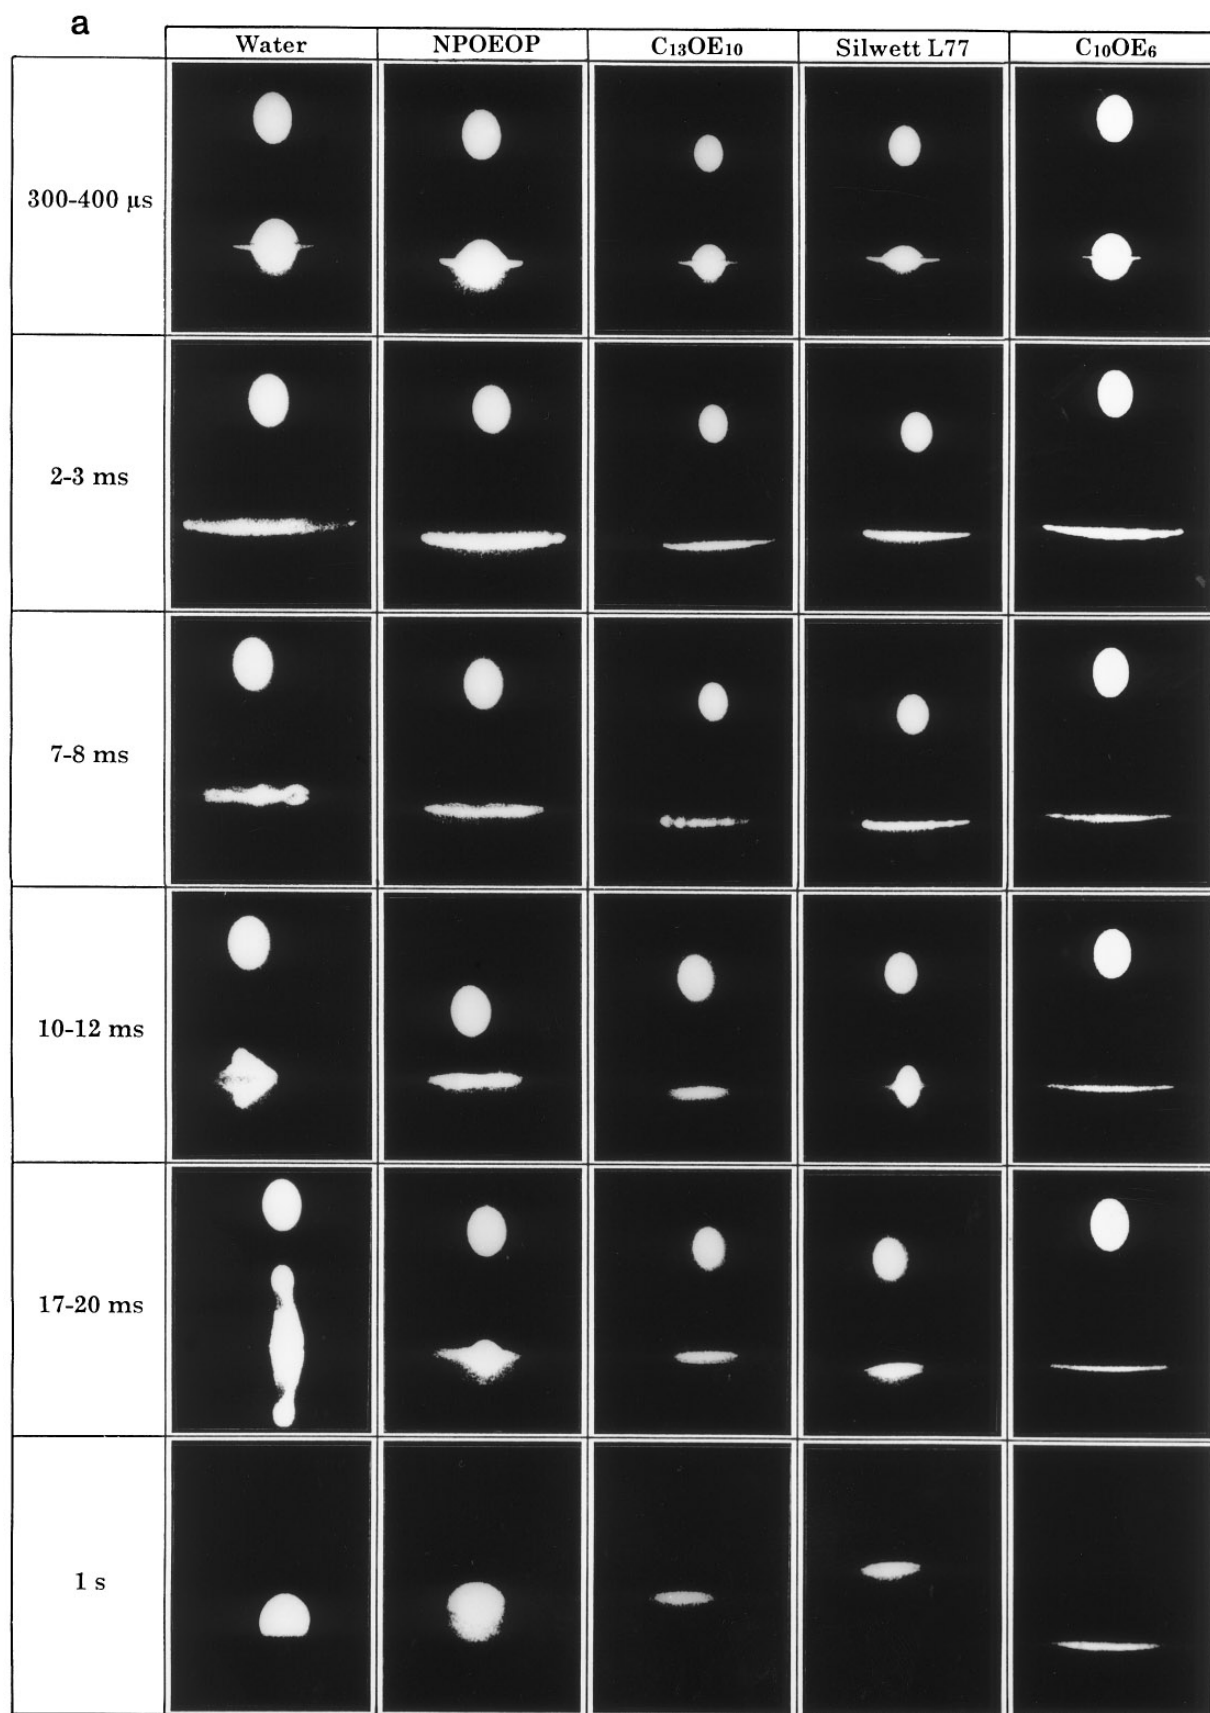 a
Water NPOEOP C₁₃OE₁₀ Silwett L77 C₁₀OE₆
300-400 µs
2-3 ms
7-8 ms
10-12 ms
17-20 ms
1 s